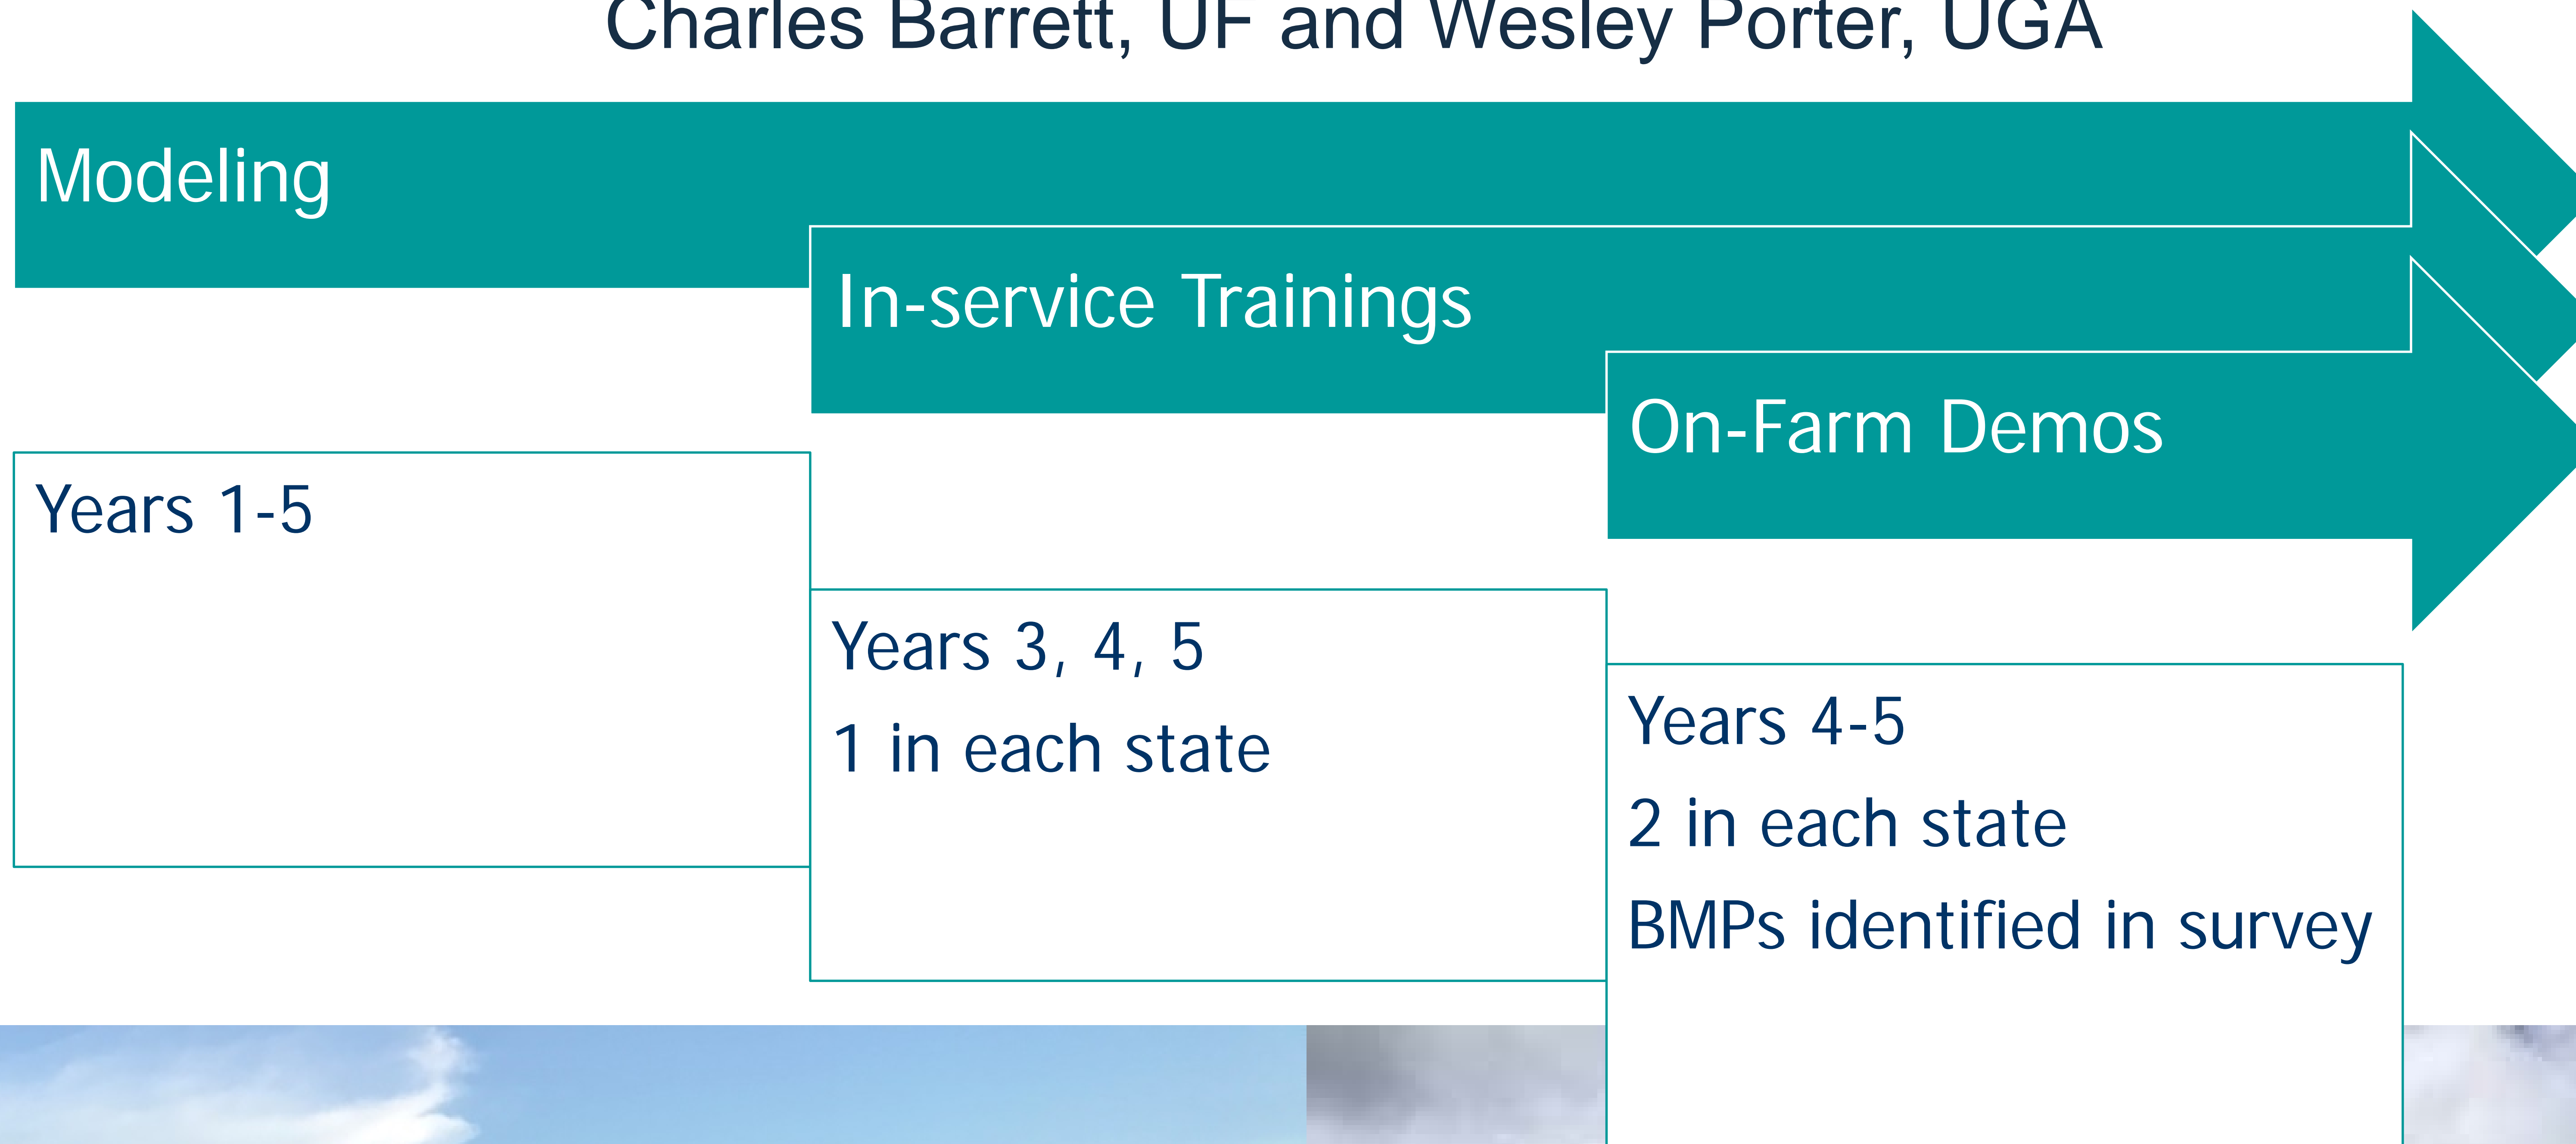 Charles Barrett, UF and Wesley Porter, UGA
Modeling
In-service Trainings
On-Farm Demos
Years 1-5
Years 3, 4, 5
1 in each state
Years 4-5
2 in each state
BMPs identified in survey